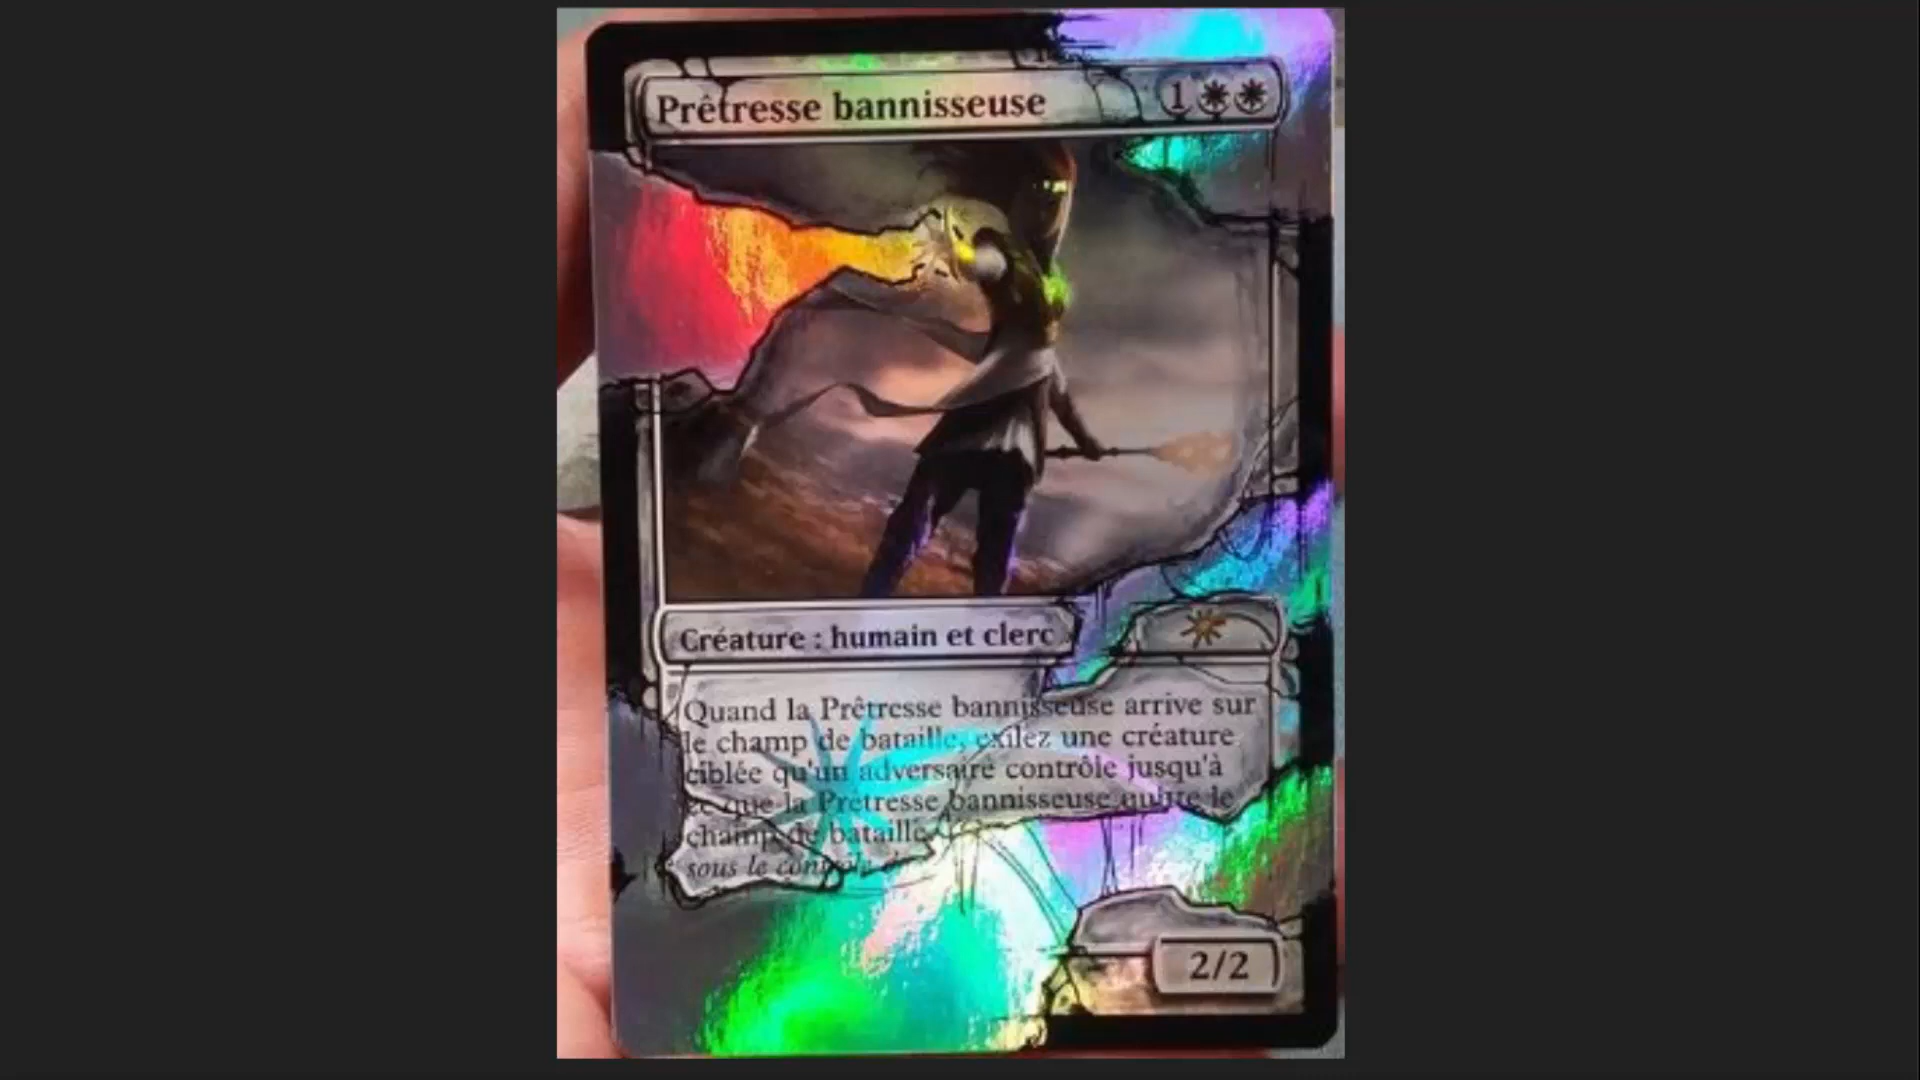 Prêtresse bannisseuse
1
Créature : humain et clerc
Quand la Prêtresse bannisseuse arrive sur
le champ de bataille, exilez une créature
ciblée qu'un adversaire contrôle jusqu'à
ce que la Prêtresse bannisseuse quitte le
champ de bataille.
sous le contrôle d
2/2